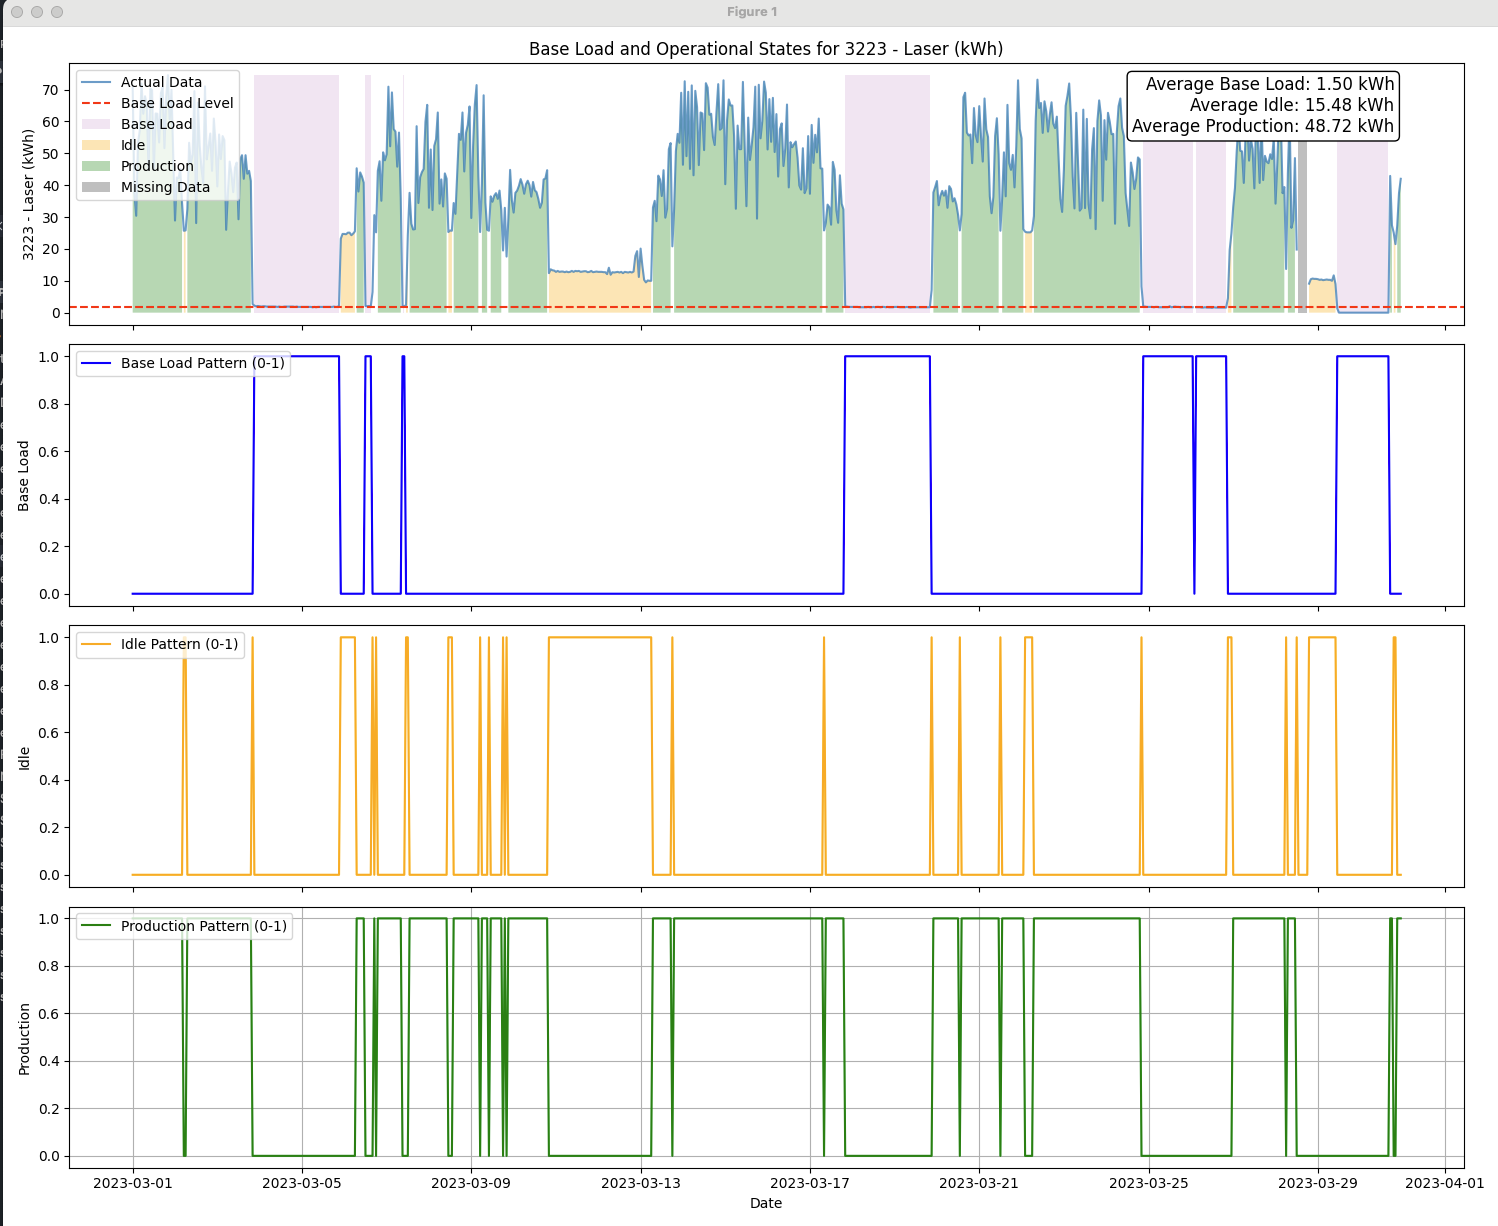 Figure 1
Base Load and Operational States for 3223 - Laser (kWh)
3223 - Laser (kWh)
70
60
50
40
30
20
10
0
Actual Data
Base Load Level
Base Load
Idle
Production
Missing Data
Average Base Load: 1.50 kWh
Average Idle: 15.48 kWh
Average Production: 48.72 kWh
Base Load
1.0
0.8
0.6
0.4
0.2
0.0
Base Load Pattern (0-1)
Idle
1.0
0.8
0.6
0.4
0.2
0.0
Idle Pattern (0-1)
Production
1.0
0.8
0.6
0.4
0.2
0.0
Production Pattern (0-1)
2023-03-01
2023-03-05
2023-03-09
2023-03-13
2023-03-17
2023-03-21
2023-03-25
2023-03-29
2023-04-01
Date